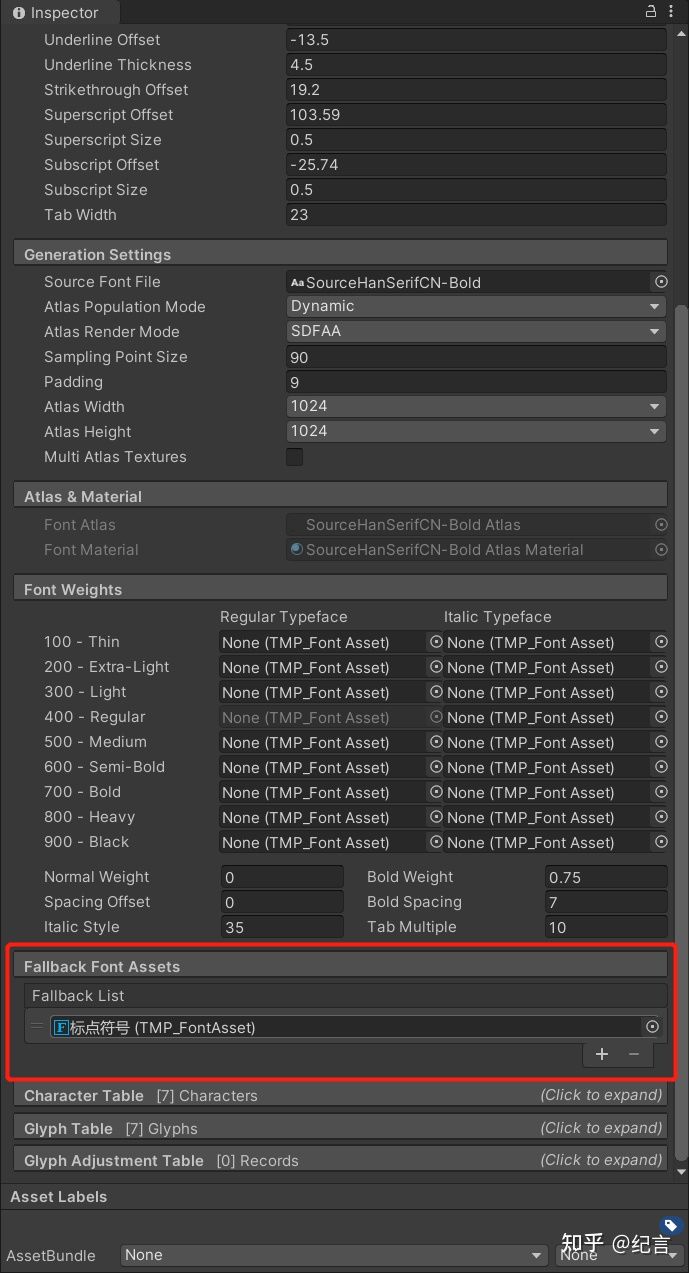 Inspector
Underline Offset -13.5
Underline Thickness 4.5
Strikethrough Offset 19.2
Superscript Offset 103.59
Superscript Size 0.5
Subscript Offset -25.74
Subscript Size 0.5
Tab Width 23
Generation Settings
Source Font File Aa SourceHanSerifCN-Bold
Atlas Population Mode Dynamic
Atlas Render Mode SDFAA
Sampling Point Size 90
Padding 9
Atlas Width 1024
Atlas Height 1024
Multi Atlas Textures
Atlas & Material
Font Atlas SourceHanSerifCN-Bold Atlas
Font Material SourceHanSerifCN-Bold Atlas Material
Font Weights
Regular Typeface Italic Typeface
100 - Thin None (TMP_Font Asset) None (TMP_Font Asset)
200 - Extra-Light None (TMP_Font Asset) None (TMP_Font Asset)
300 - Light None (TMP_Font Asset) None (TMP_Font Asset)
400 - Regular None (TMP_Font Asset) None (TMP_Font Asset)
500 - Medium None (TMP_Font Asset) None (TMP_Font Asset)
600 - Semi-Bold None (TMP_Font Asset) None (TMP_Font Asset)
700 - Bold None (TMP_Font Asset) None (TMP_Font Asset)
800 - Heavy None (TMP_Font Asset) None (TMP_Font Asset)
900 - Black None (TMP_Font Asset) None (TMP_Font Asset)
Normal Weight 0 Bold Weight 0.75
Spacing Offset 0 Bold Spacing 7
Italic Style 35 Tab Multiple 10
Fallback Font Assets
Fallback List
F 标点符号 (TMP_FontAsset)
+ −
Character Table [7] Characters (Click to expand)
Glyph Table [7] Glyphs (Click to expand)
Glyph Adjustment Table [0] Records (Click to expand)
Asset Labels
知乎 @纪言
AssetBundle None None